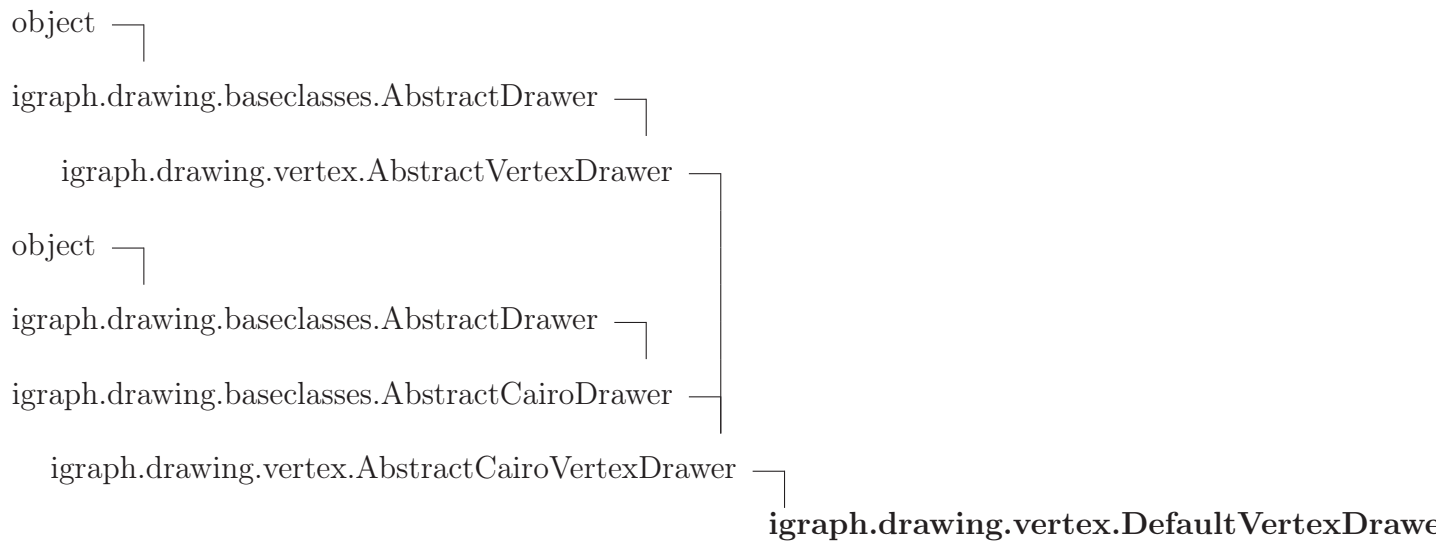 object
igraph.drawing.baseclasses.AbstractDrawer
igraph.drawing.vertex.AbstractVertexDrawer
object
igraph.drawing.baseclasses.AbstractDrawer
igraph.drawing.baseclasses.AbstractCairoDrawer
igraph.drawing.vertex.AbstractCairoVertexDrawer
igraph.drawing.vertex.DefaultVertexDrawe